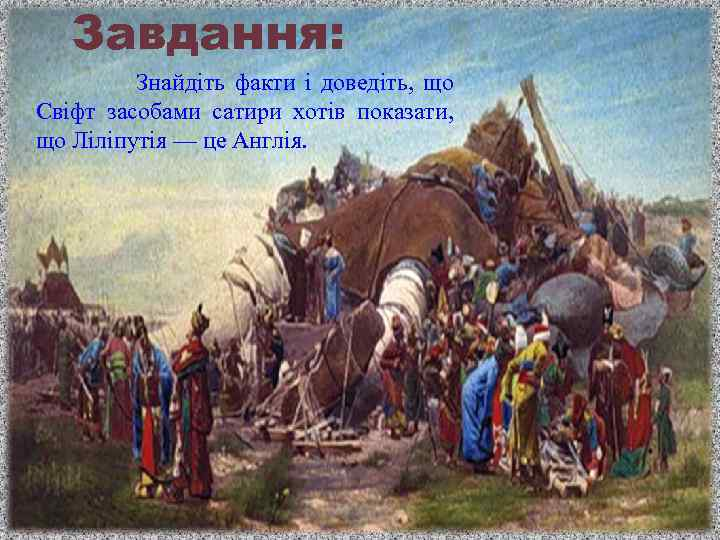 Завдання:
Знайдіть факти і доведіть, що
Свіфт засобами сатири хотів показати,
що Ліліпутія — це Англія.